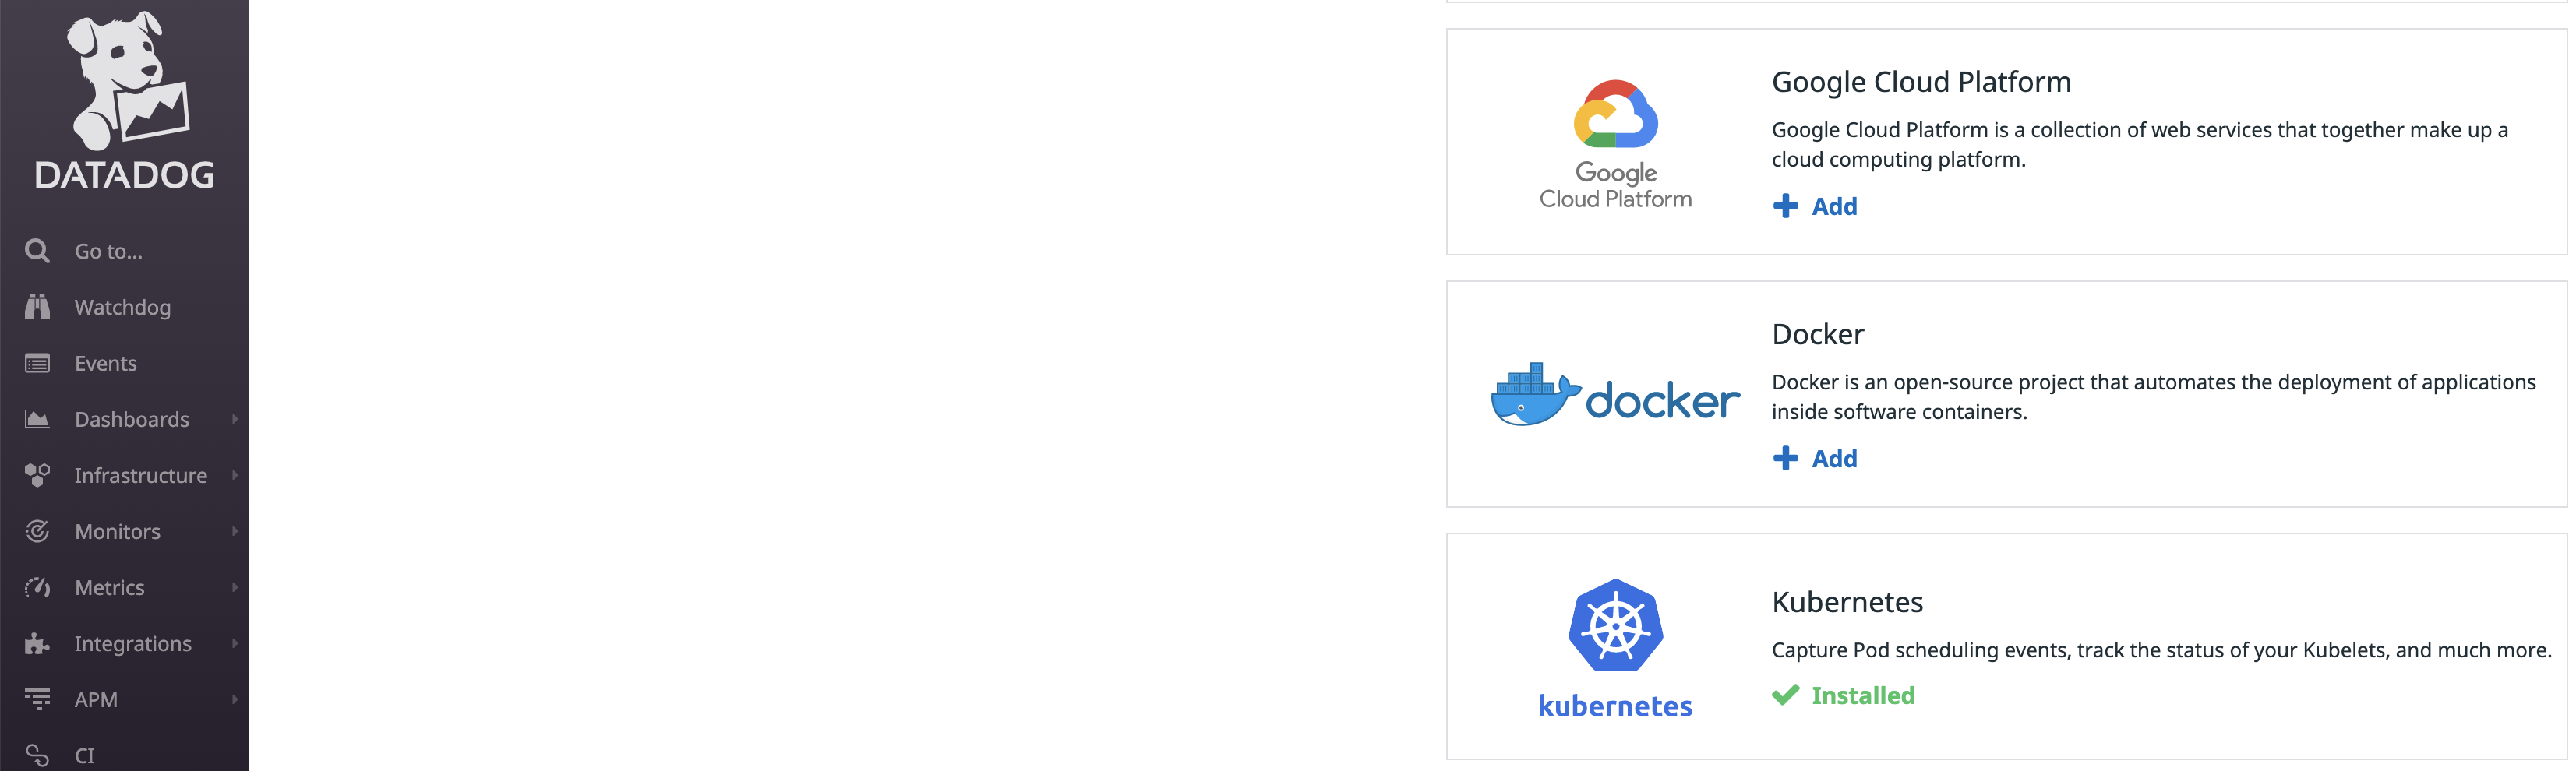 DATADOG
Go to...
Watchdog
Events
Dashboards
Infrastructure
Monitors
Metrics
Integrations
APM
CI
Google
Cloud Platform
Google Cloud Platform
Google Cloud Platform is a collection of web services that together make up a
cloud computing platform.
Add
docker
Docker
Docker is an open-source project that automates the deployment of applications
inside software containers.
Add
kubernetes
Kubernetes
Capture Pod scheduling events, track the status of your Kubelets, and much more.
Installed